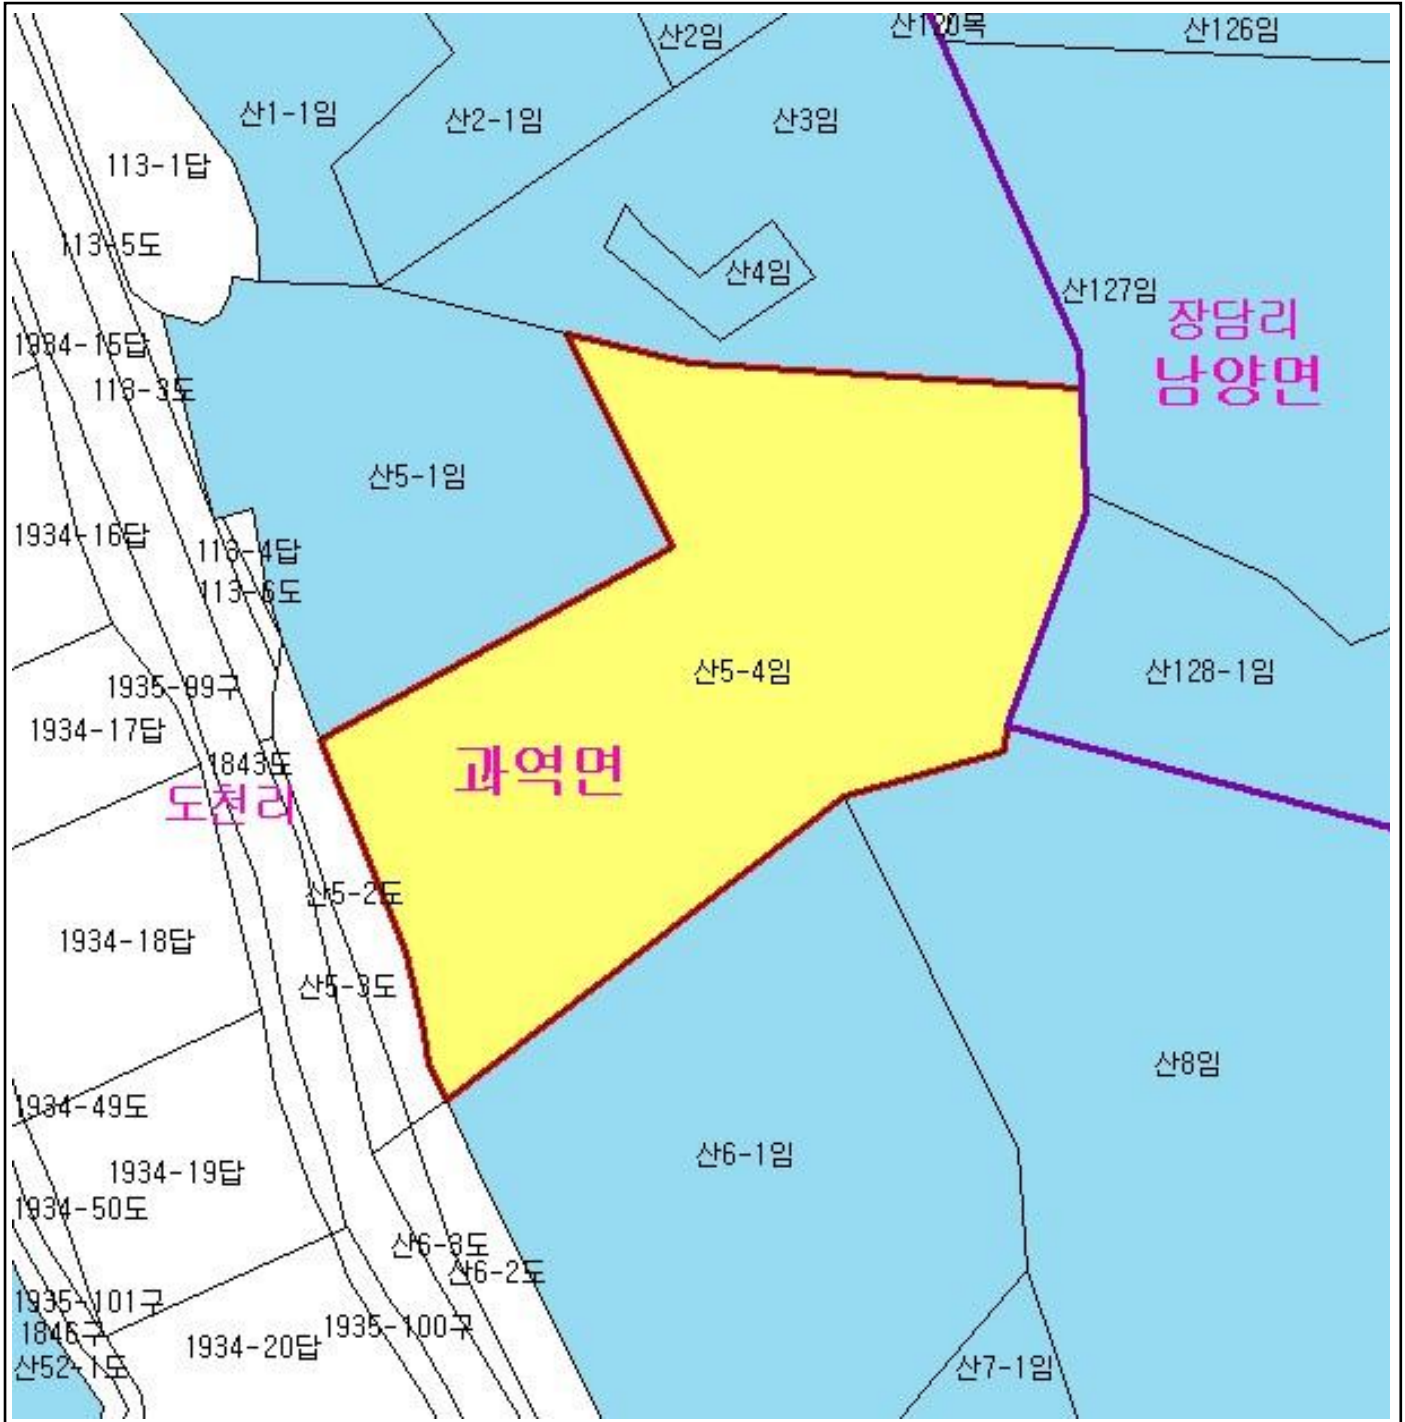 산2임
산120목
산126임
산1-1임
산2-1임
산3임
113-1답
113-5도
산4임
산127임
장담리
남양면
1934-15답
113-3도
산5-1임
1934-16답
113-4답
113-6도
산5-4임
산128-1임
1935-99구
1934-17답
1843도
과역면
도천리
산5-2도
1934-18답
산5-3도
산8임
1934-49도
산6-1임
1934-19답
1934-50도
산6-3도
산6-2도
1935-101구
1935-100구
1846구
1934-20답
산52-1도
산7-1임